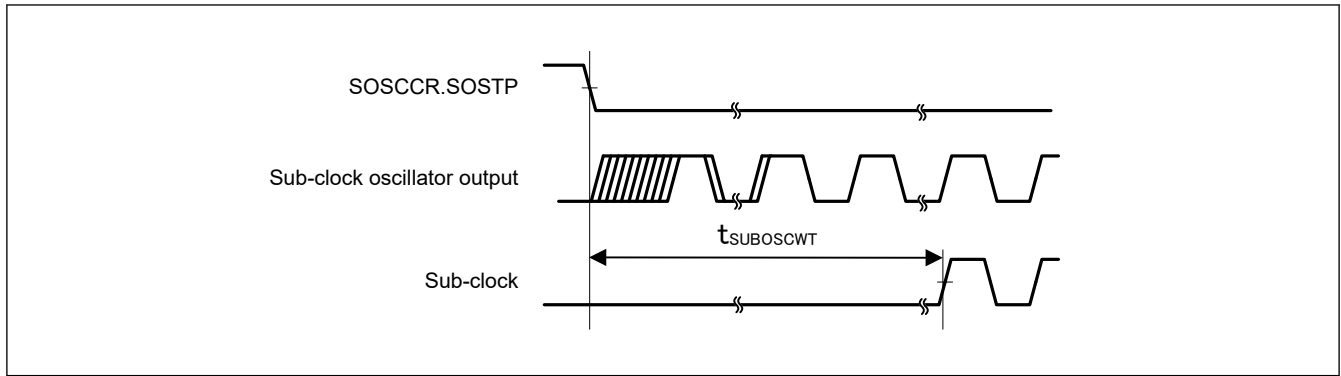 SOSCCR.SOSTP
Sub-clock oscillator output
tSUBOSCWT
Sub-clock